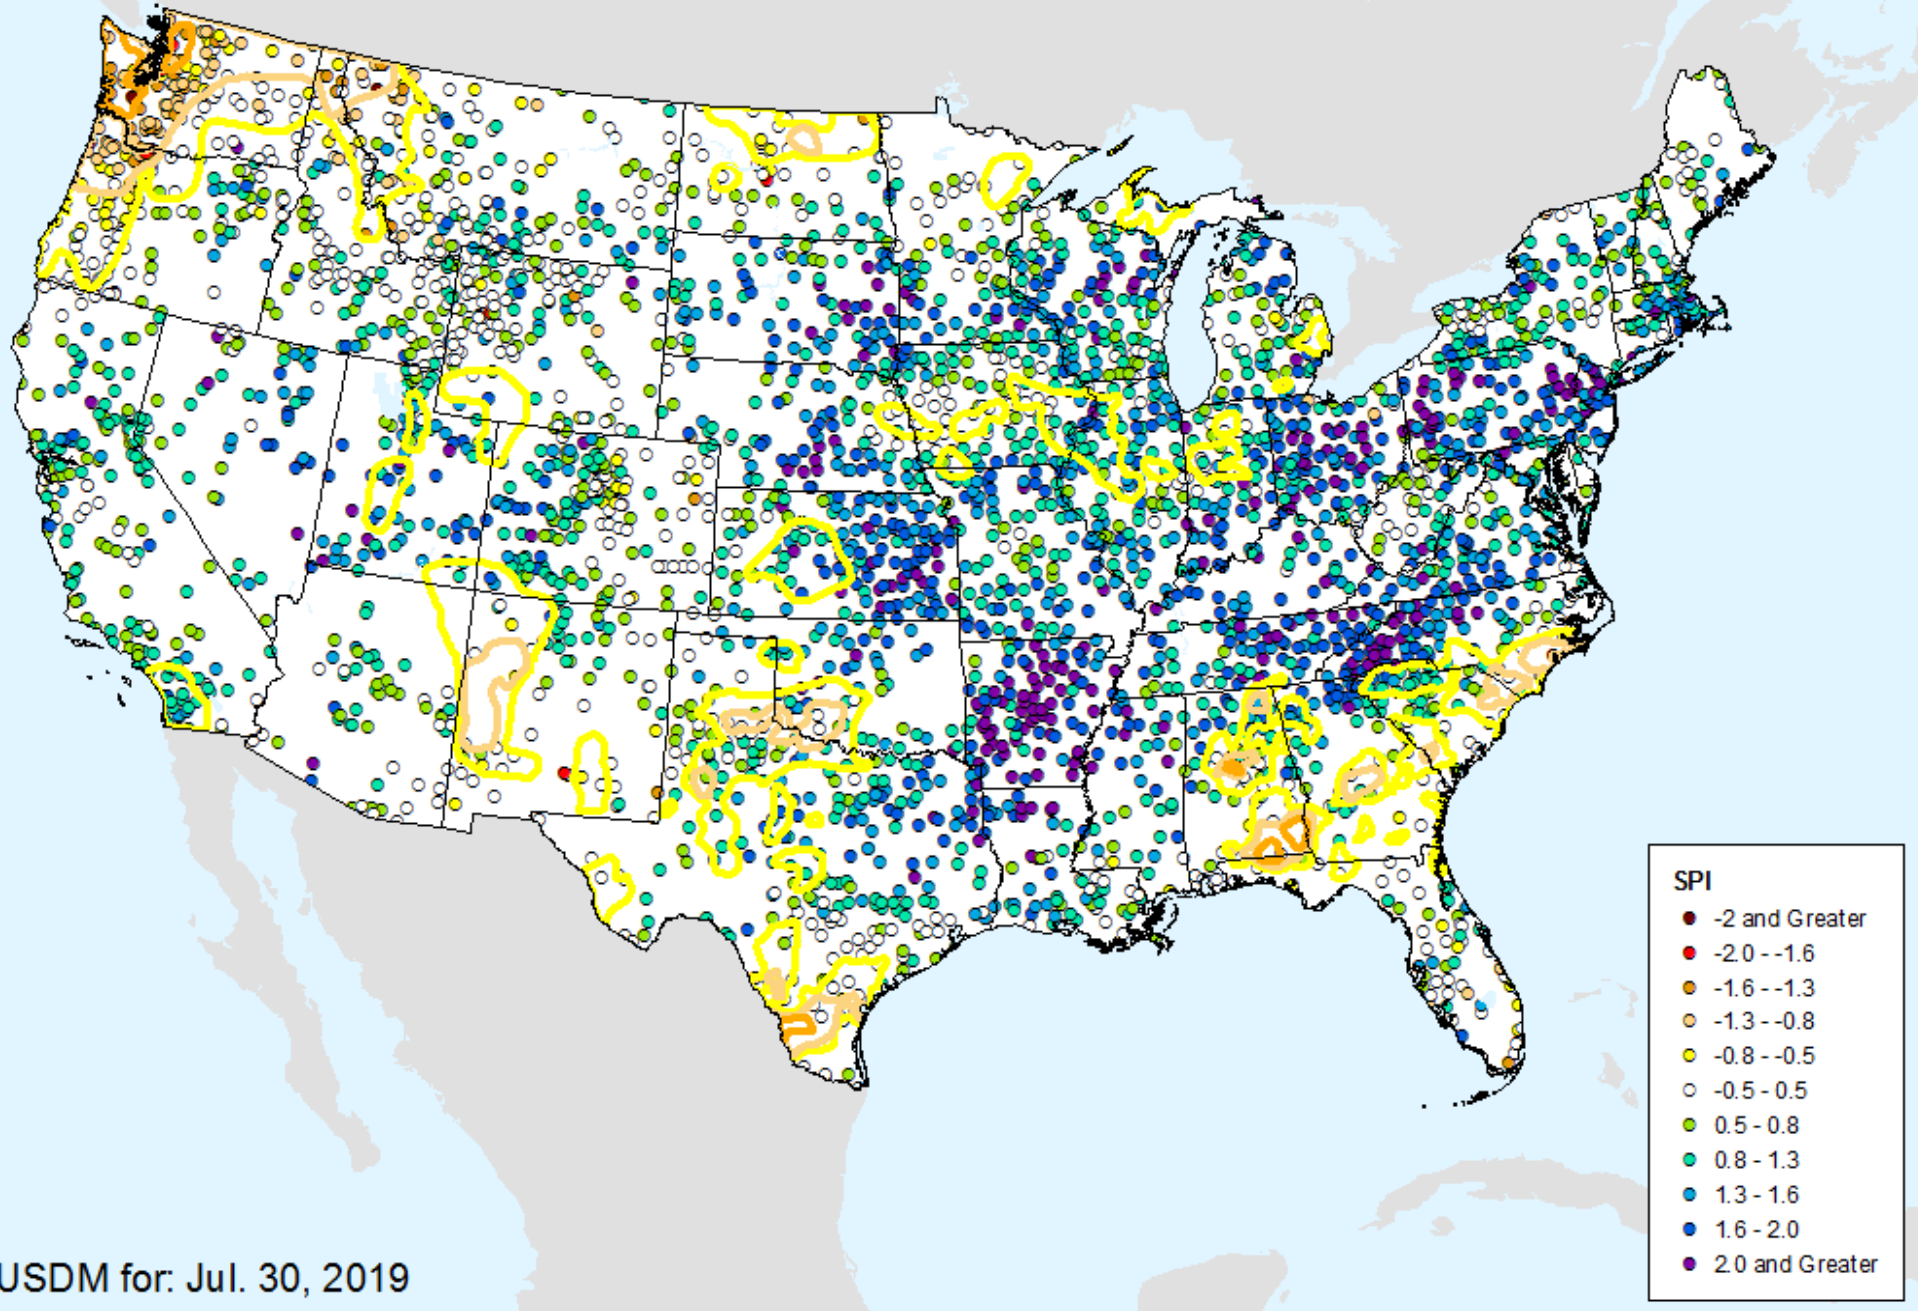 SPI
-2 and Greater
-2.0 - -1.6
-1.6 - -1.3
-1.3 - -0.8
-0.8 - -0.5
-0.5 - 0.5
0.5 - 0.8
0.8 - 1.3
1.3 - 1.6
1.6 - 2.0
2.0 and Greater
USDM for: Jul. 30, 2019